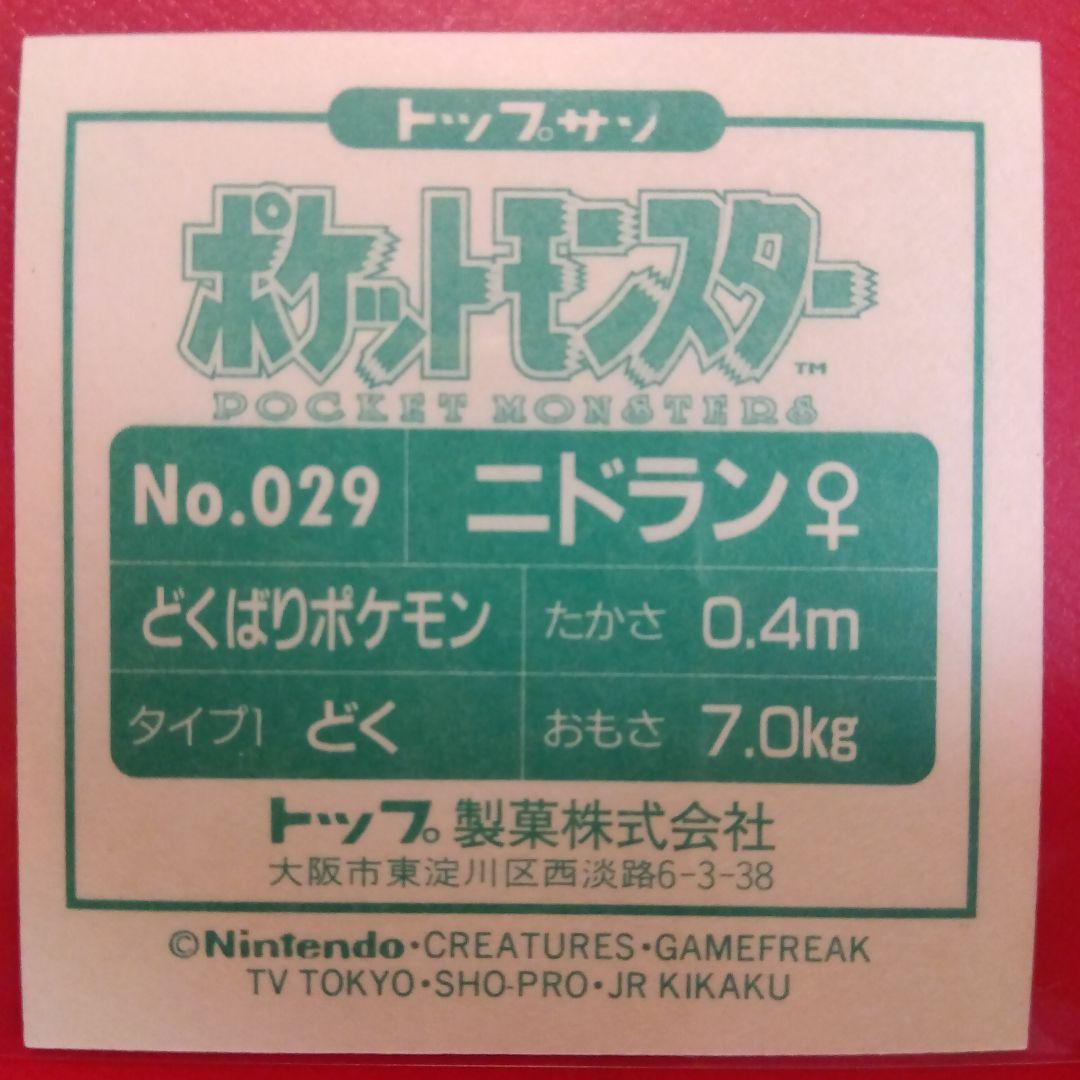 トップサン
ポケットモンスター™
POCKET MONSTERS
No.029 ニドラン♀
どくばりポケモン たかさ 0.4m
タイプ1 どく おもさ 7.0kg
トップ製菓株式会社
大阪市東淀川区西淡路6-3-38
©Nintendo・CREATURES・GAMEFREAK
TV TOKYO・SHO-PRO・JR KIKAKU